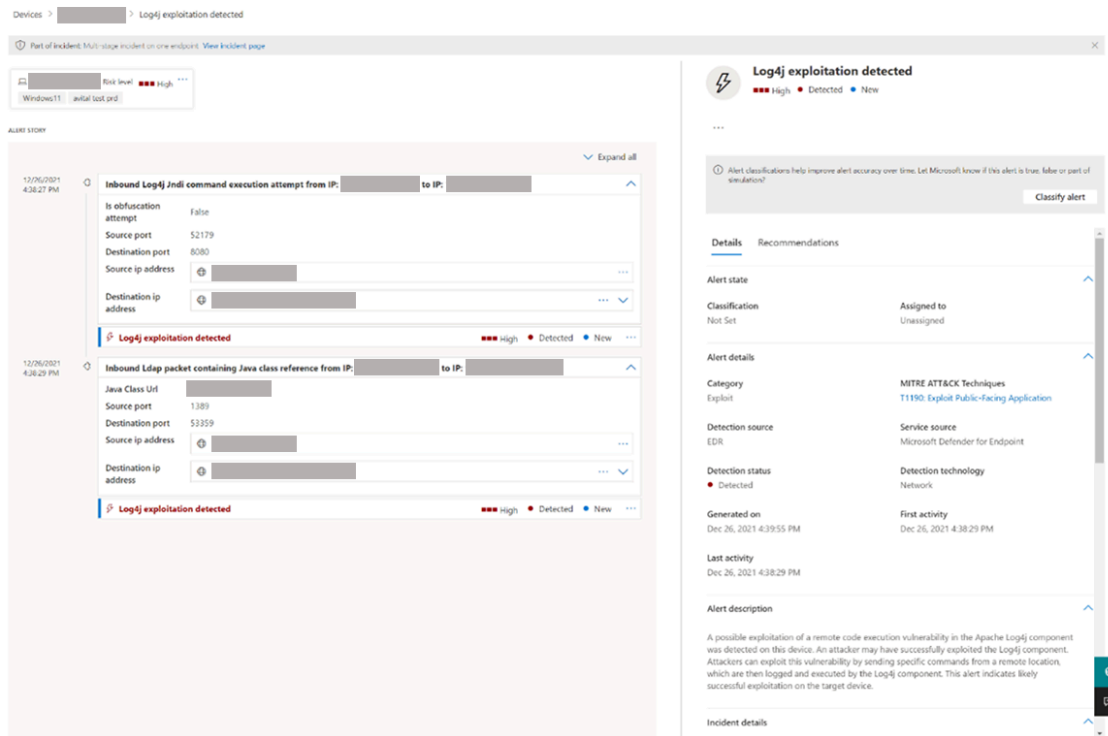 Devices > > Log4j exploitation detected
Part of incident: Multi-stage incident on one endpoint View incident page
Risk level High ...
Windows11 avital test prd
ALERT STORY
Expand all
12/26/2021
4:38:27 PM
Inbound Log4j Jndi command execution attempt from IP: to IP:
Is obfuscation
attempt
False
Source port 52179
Destination port 8080
Source ip address ...
Destination ip
address
...
Log4j exploitation detected High Detected New ...
12/26/2021
4:38:29 PM
Inbound Ldap packet containing Java class reference from IP: to IP:
Java Class Url
Source port 1389
Destination port 53359
Source ip address ...
Destination ip
address
...
Log4j exploitation detected High Detected New ...
Log4j exploitation detected
High Detected New
...
Alert classifications help improve alert accuracy over time. Let Microsoft know if this alert is true, false or part of
simulation?
Classify alert
Details Recommendations
Alert state
Classification Assigned to
Not Set Unassigned
Alert details
Category MITRE ATT&CK Techniques
Exploit T1190: Exploit Public-Facing Application
Detection source Service source
EDR Microsoft Defender for Endpoint
Detection status Detection technology
Detected Network
Generated on First activity
Dec 26, 2021 4:39:55 PM Dec 26, 2021 4:38:29 PM
Last activity
Dec 26, 2021 4:38:29 PM
Alert description
A possible exploitation of a remote code execution vulnerability in the Apache Log4j component
was detected on this device. An attacker may have successfully exploited the Log4j component.
Attackers can exploit this vulnerability by sending specific commands from a remote location,
which are then logged and executed by the Log4j component. This alert indicates likely
successful exploitation on the target device.
Incident details